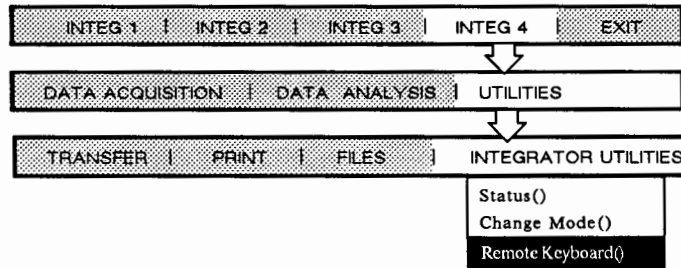 INTEG 1 | INTEG 2 | INTEG 3 | INTEG 4 | EXIT
DATA ACQUISITION | DATA ANALYSIS | UTILITIES
TRANSFER | PRINT | FILES | INTEGRATOR UTILITIES
Status()
Change Mode()
Remote Keyboard()